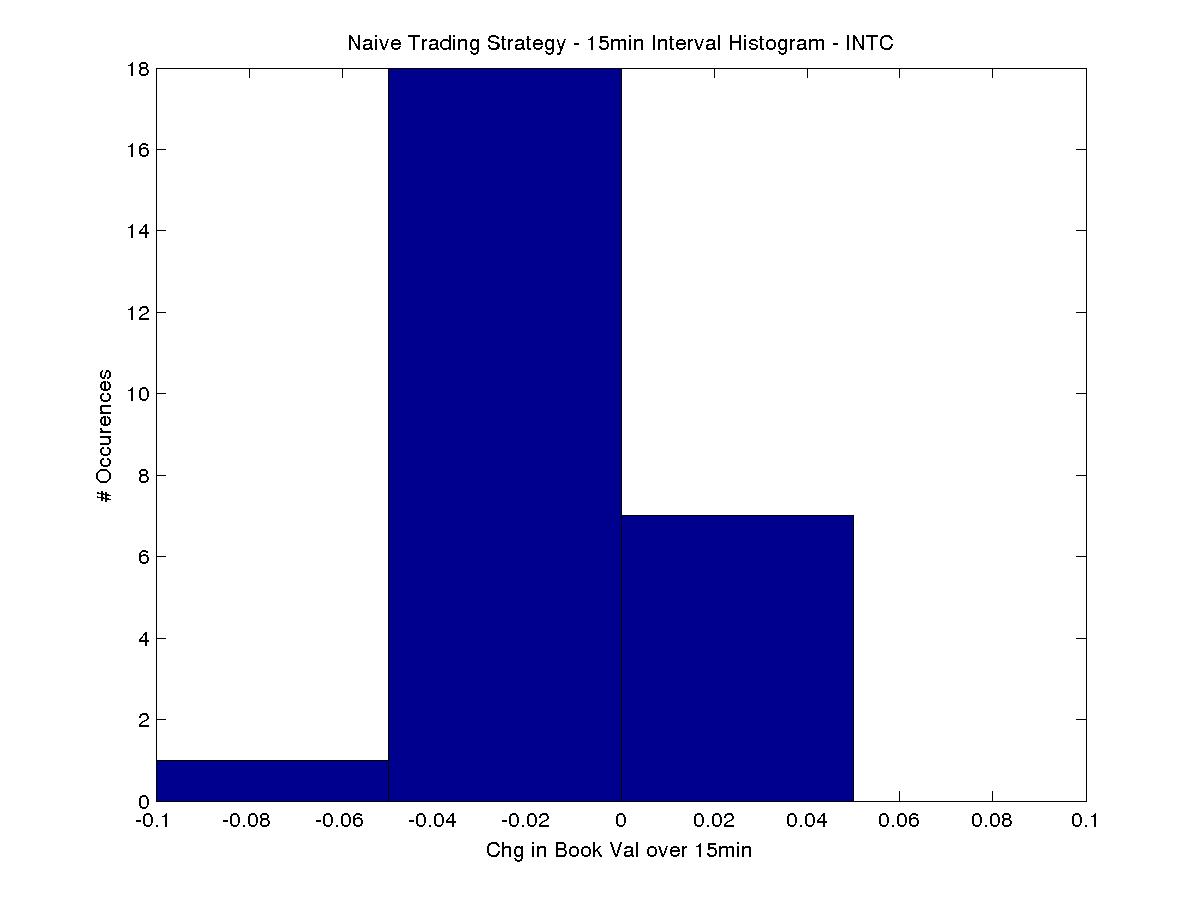 Naive Trading Strategy - 15min Interval Histogram - INTC
18
16
14
12
10
8
6
4
2
0
# Occurences
-0.1 -0.08 -0.06 -0.04 -0.02 0 0.02 0.04 0.06 0.08 0.1
Chg in Book Val over 15min